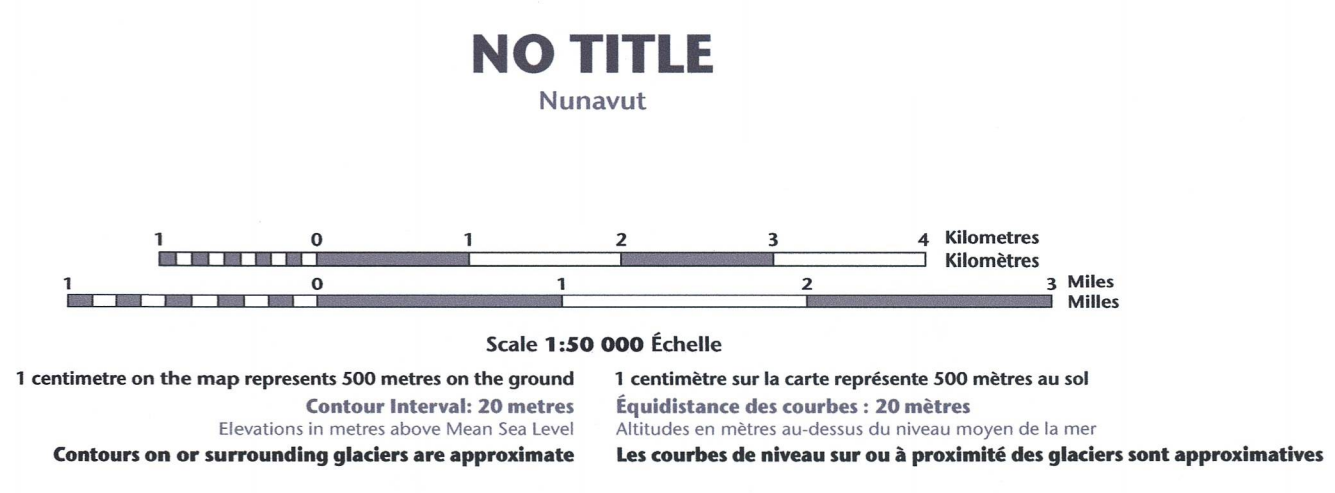 NO TITLE
Nunavut
1 0 1 2 3 4 Kilometres
Kilomètres
1 0 1 2 3 Miles
Milles
Scale 1:50 000 Échelle
1 centimetre on the map represents 500 metres on the ground
Contour Interval: 20 metres
Elevations in metres above Mean Sea Level
Contours on or surrounding glaciers are approximate
1 centimètre sur la carte représente 500 mètres au sol
Équidistance des courbes : 20 mètres
Altitudes en mètres au-dessus du niveau moyen de la mer
Les courbes de niveau sur ou à proximité des glaciers sont approximatives